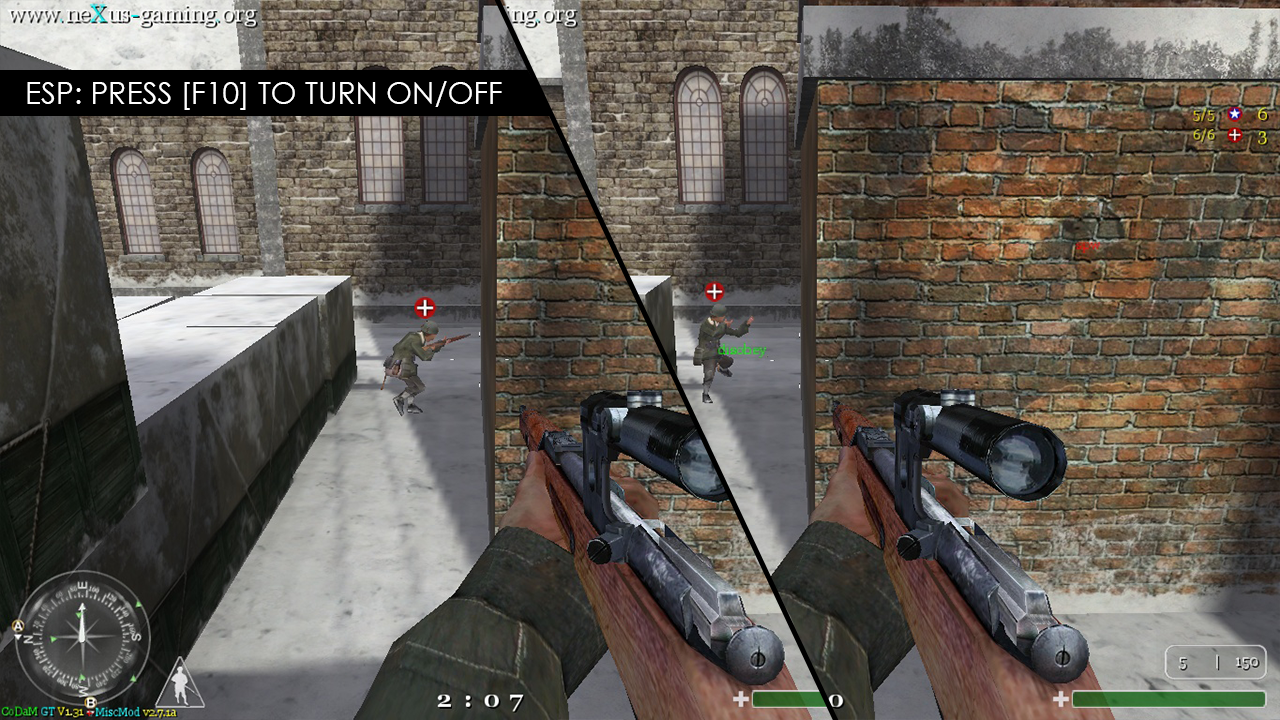 www.neXus-gaming.org
ing.org
ESP: PRESS [F10] TO TURN ON/OFF
5/5 6
6/6 3
disobey
E
S
N
W
A
B
2:07
0
5 | 150
CoDaM GT V1.31 MiscMod v2.7.1a